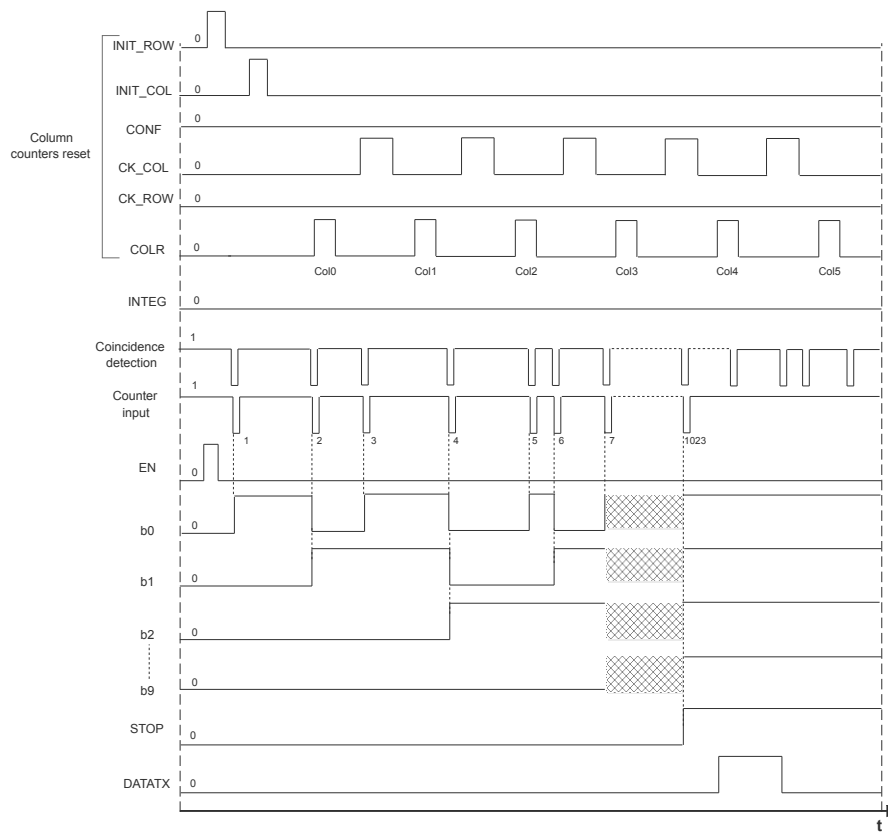 INIT_ROW 0
INIT_COL 0
Column
counters reset
CONF 0
CK_COL 0
CK_ROW 0
COLR 0
Col0 Col1 Col2 Col3 Col4 Col5
INTEG 0
Coincidence
detection
1
Counter
input
1
1 2 3 4 5 6 7 1023
EN 0
b0 0
b1 0
b2 0
b9 0
STOP 0
DATATX 0
t